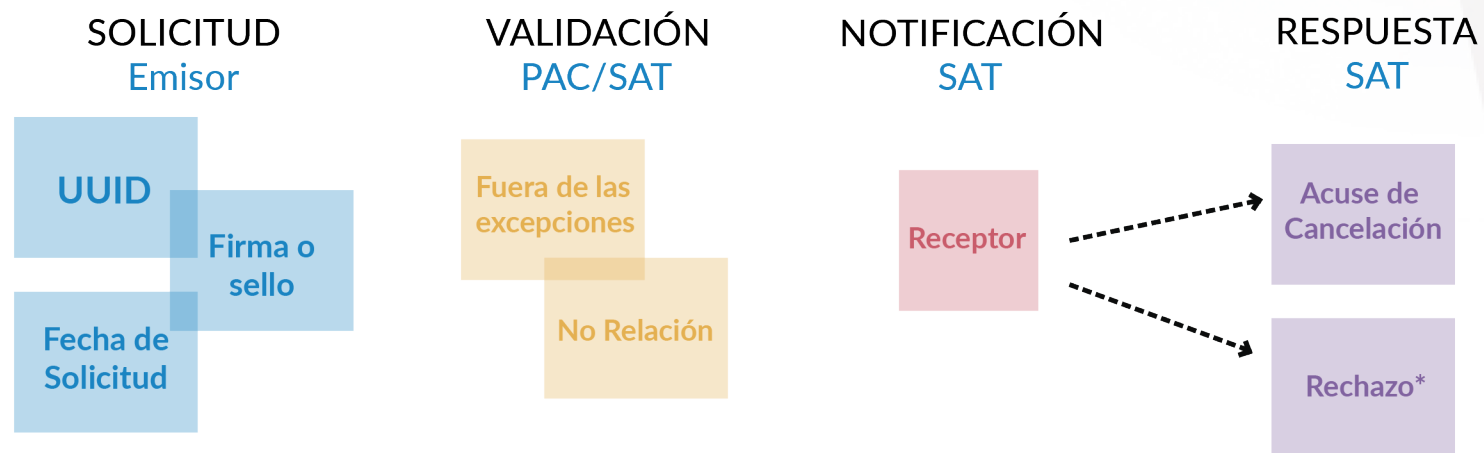 SOLICITUD
Emisor
UUID
Firma o
sello
Fecha de
Solicitud
VALIDACIÓN
PAC/SAT
Fuera de las
excepciones
No Relación
NOTIFICACIÓN
SAT
Receptor
RESPUESTA
SAT
Acuse de
Cancelación
Rechazo*